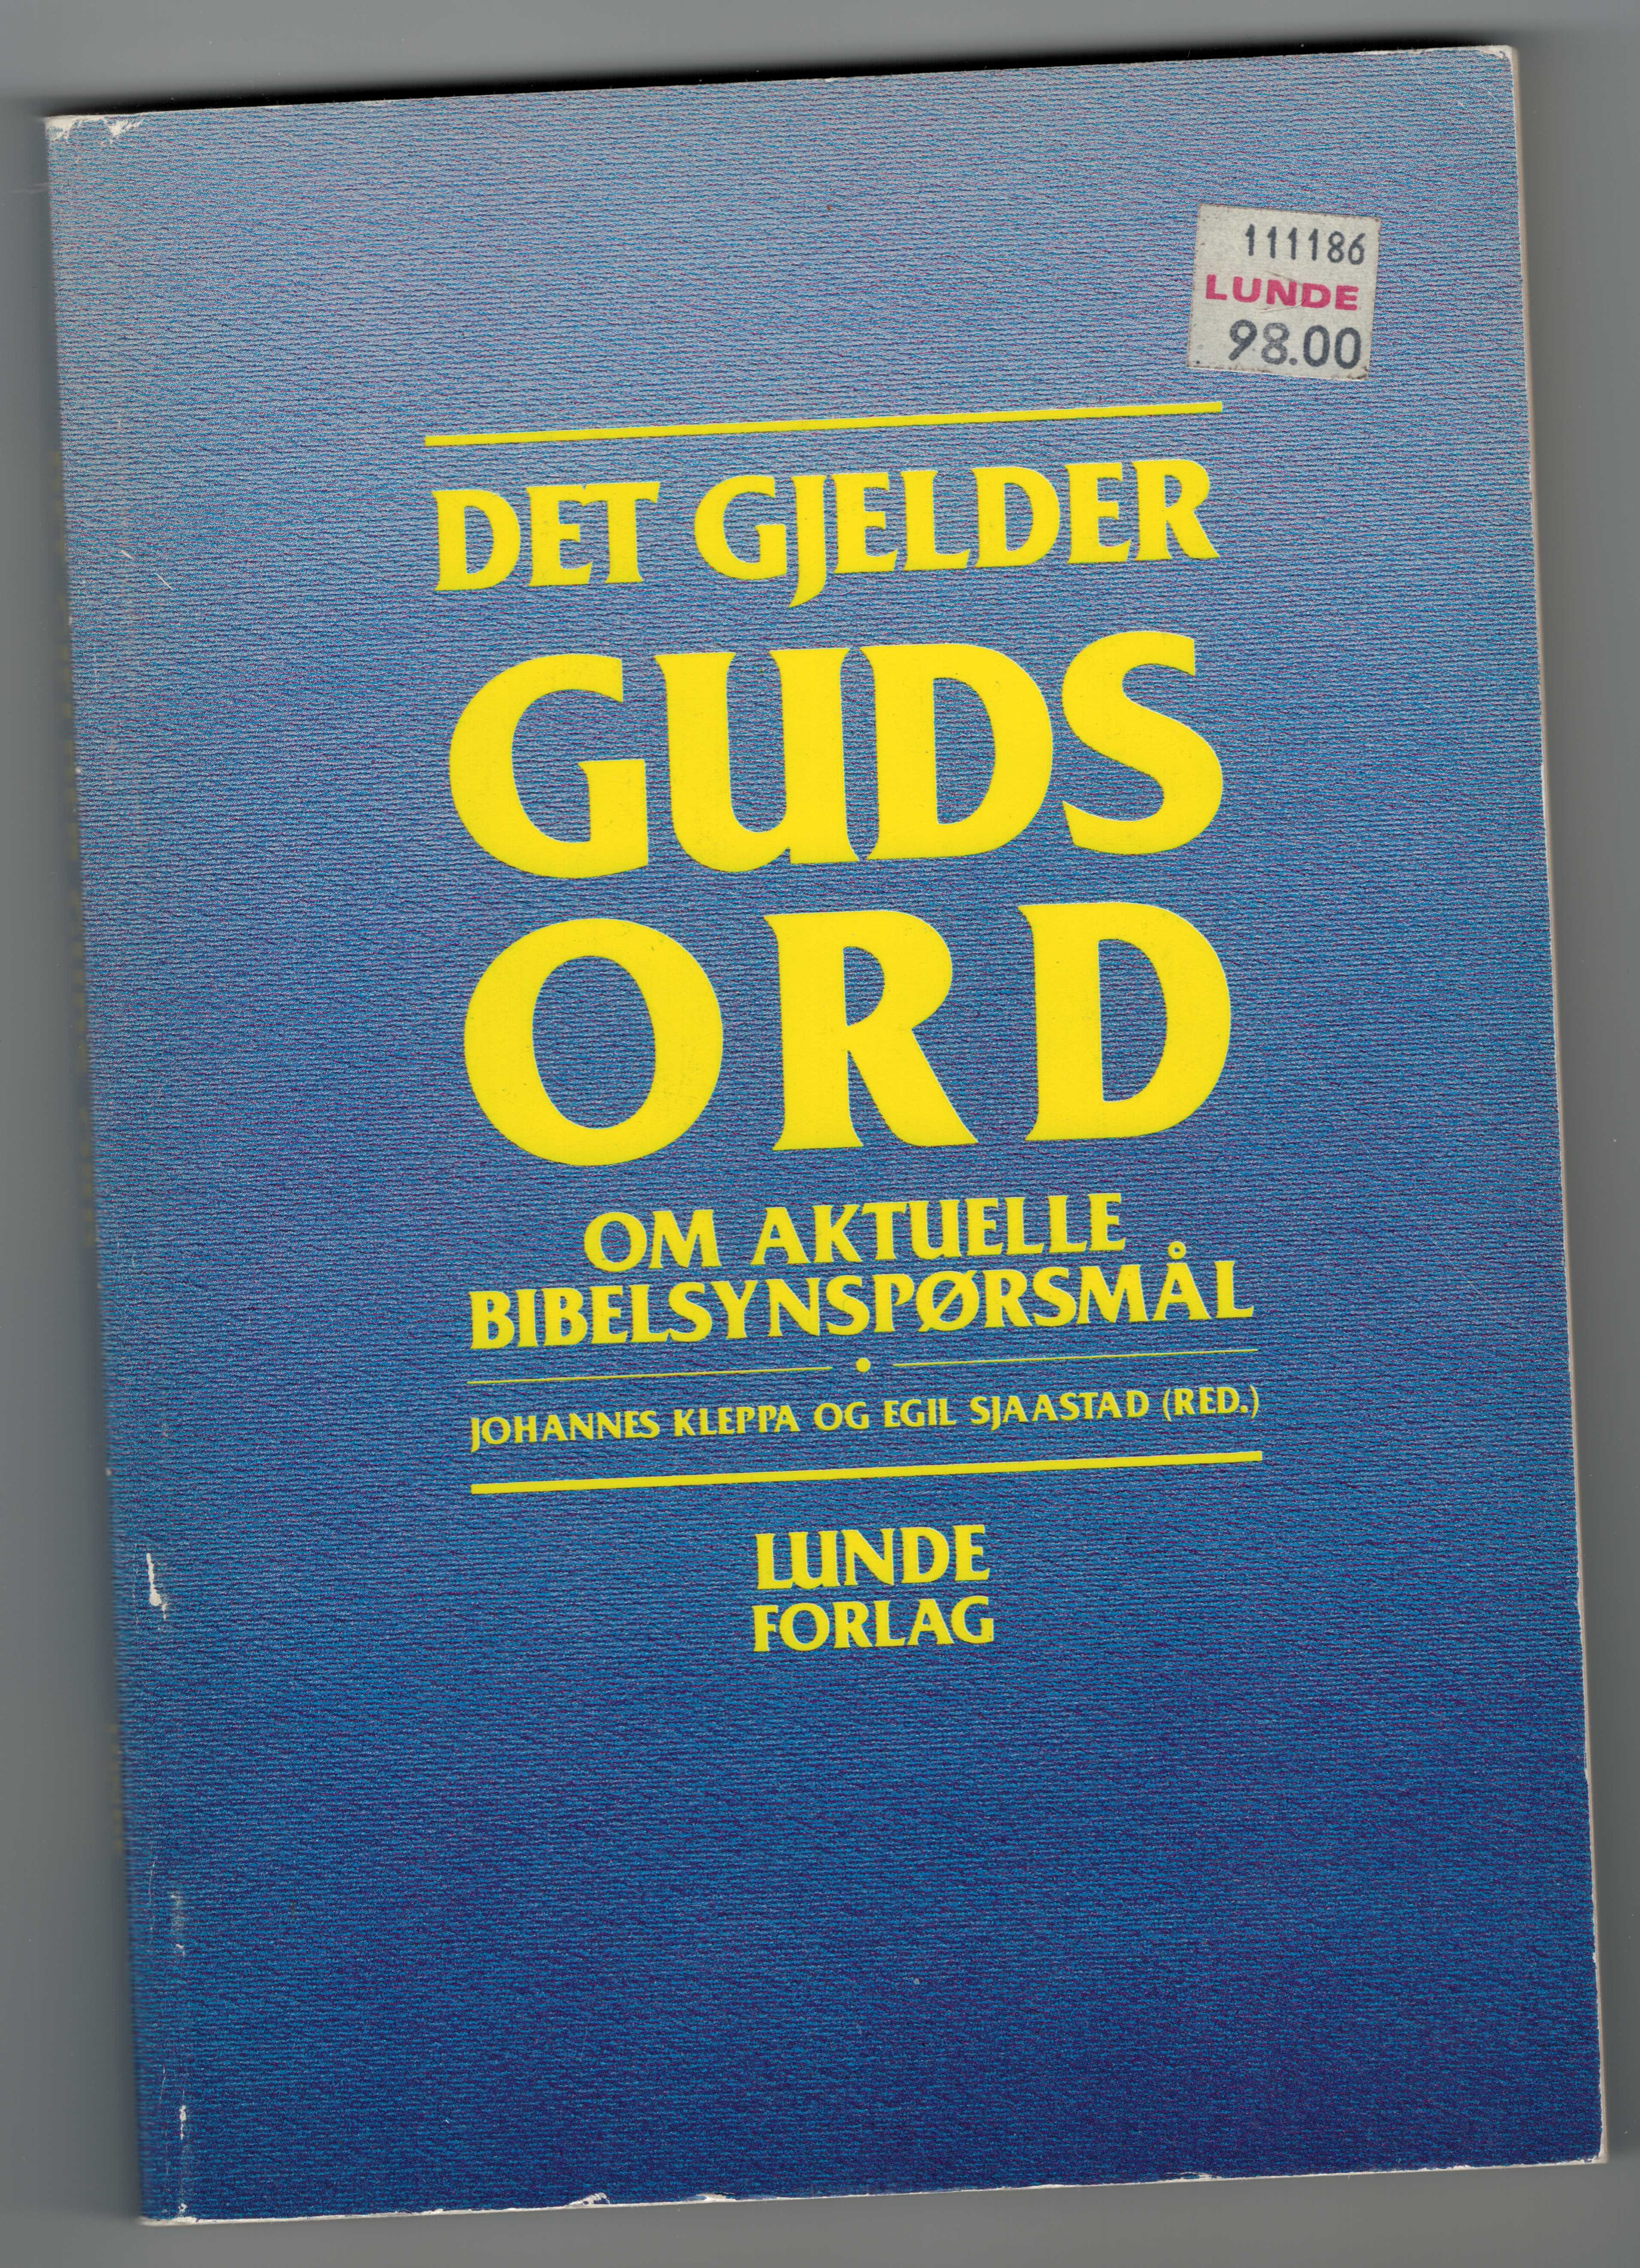 111186
LUNDE
98.00
DET GJELDER
GUDS
ORD
OM AKTUELLE
BIBELSYNSPØRSMÅL
JOHANNES KLEPPA OG EGIL SJAASTAD (RED.)
LUNDE
FORLAG